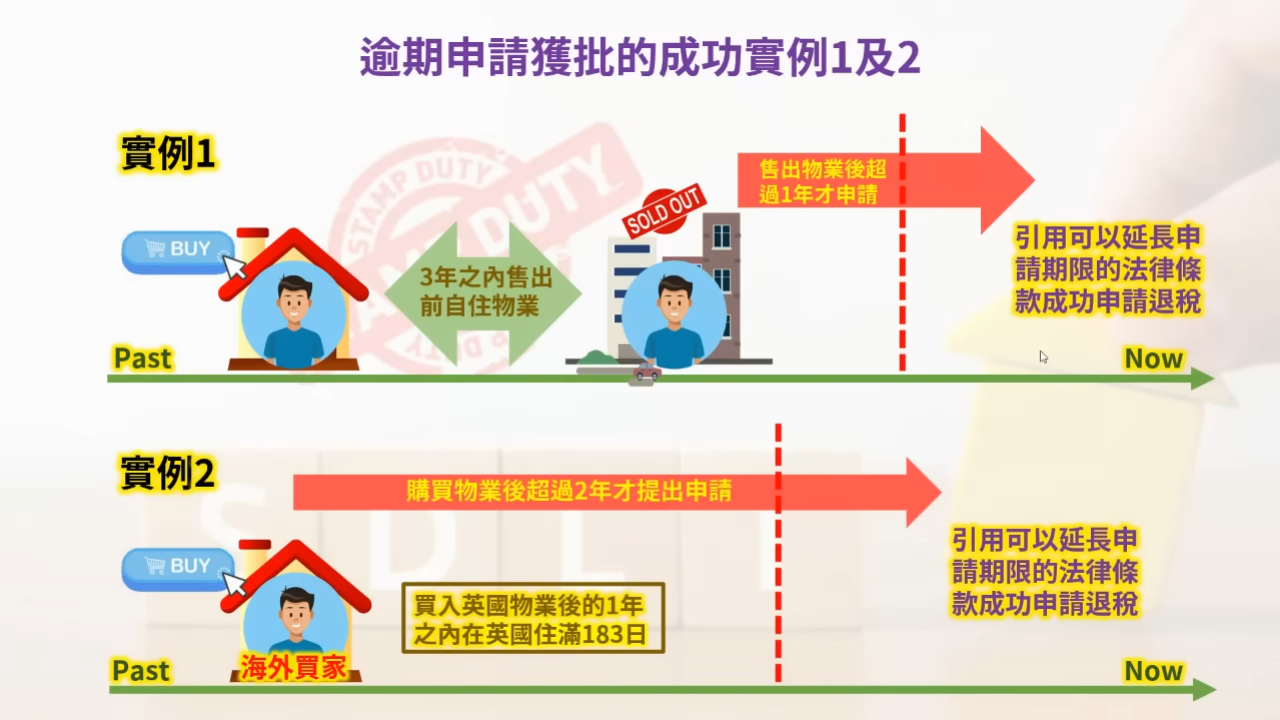 逾期申請獲批的成功實例1及2
實例1
售出物業後超
過1年才申請
STAMP DUTY
STAMP DUTY
SOLD OUT
BUY
3年之內售出
前自住物業
引用可以延長申
請期限的法律條
款成功申請退稅
Past
Now
實例2
購買物業後超過2年才提出申請
SDLT
BUY
引用可以延長申
請期限的法律條
款成功申請退稅
買入英國物業後的1年
之內在英國住滿183日
海外買家
Past
Now